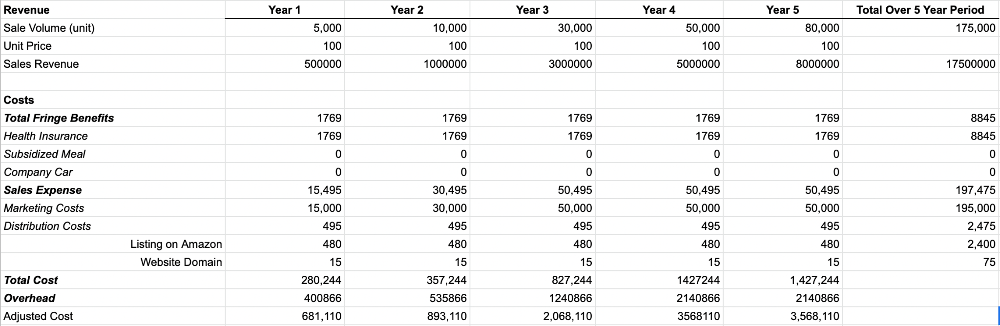 Revenue Year 1 Year 2 Year 3 Year 4 Year 5 Total Over 5 Year Period
Sale Volume (unit) 5,000 10,000 30,000 50,000 80,000 175,000
Unit Price 100 100 100 100 100
Sales Revenue 500000 1000000 3000000 5000000 8000000 17500000
Costs
Total Fringe Benefits 1769 1769 1769 1769 1769 8845
Health Insurance 1769 1769 1769 1769 1769 8845
Subsidized Meal 0 0 0 0 0 0
Company Car 0 0 0 0 0 0
Sales Expense 15,495 30,495 50,495 50,495 50,495 197,475
Marketing Costs 15,000 30,000 50,000 50,000 50,000 195,000
Distribution Costs 495 495 495 495 495 2,475
Listing on Amazon 480 480 480 480 480 2,400
Website Domain 15 15 15 15 15 75
Total Cost 280,244 357,244 827,244 1427244 1,427,244
Overhead 400866 535866 1240866 2140866 2140866
Adjusted Cost 681,110 893,110 2,068,110 3568110 3,568,110